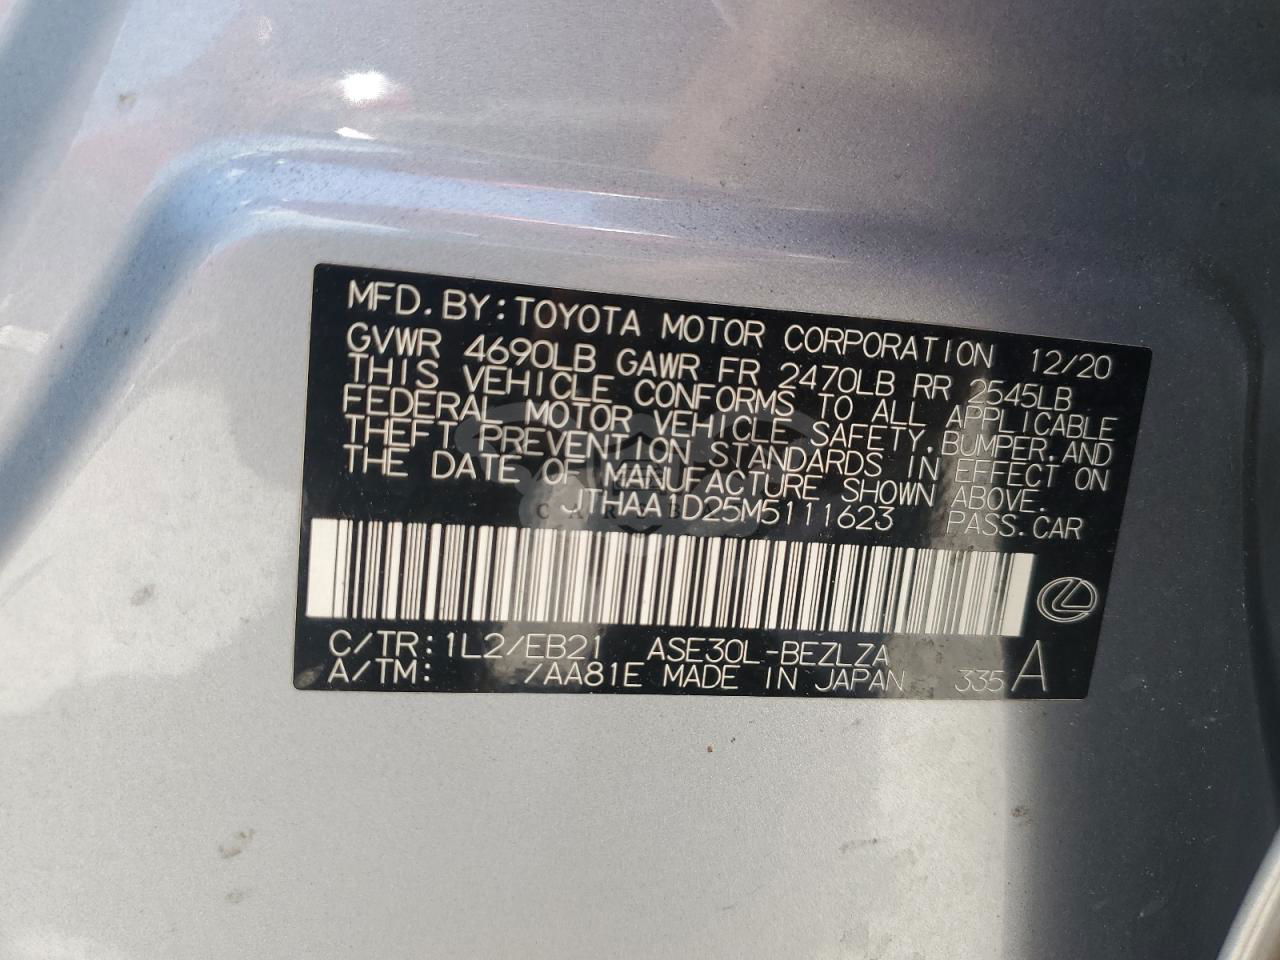 MFD.BY:TOYOTA MOTOR CORPORATION 12/20
GVWR 4690LB GAWR FR 2470LB RR 2545LB
THIS VEHICLE CONFORMS TO ALL APPLICABLE
FEDERAL MOTOR VEHICLE SAFETY,BUMPER,AND
THEFT PREVENTION STANDARDS IN EFFECT ON
THE DATE OF MANUFACTURE SHOWN ABOVE.
JTHAA1D25M5111623 PASS.CAR
C/TR:1L2/EB21 ASE30L-BEZLZA
A/TM: /AA81E MADE IN JAPAN 335 A